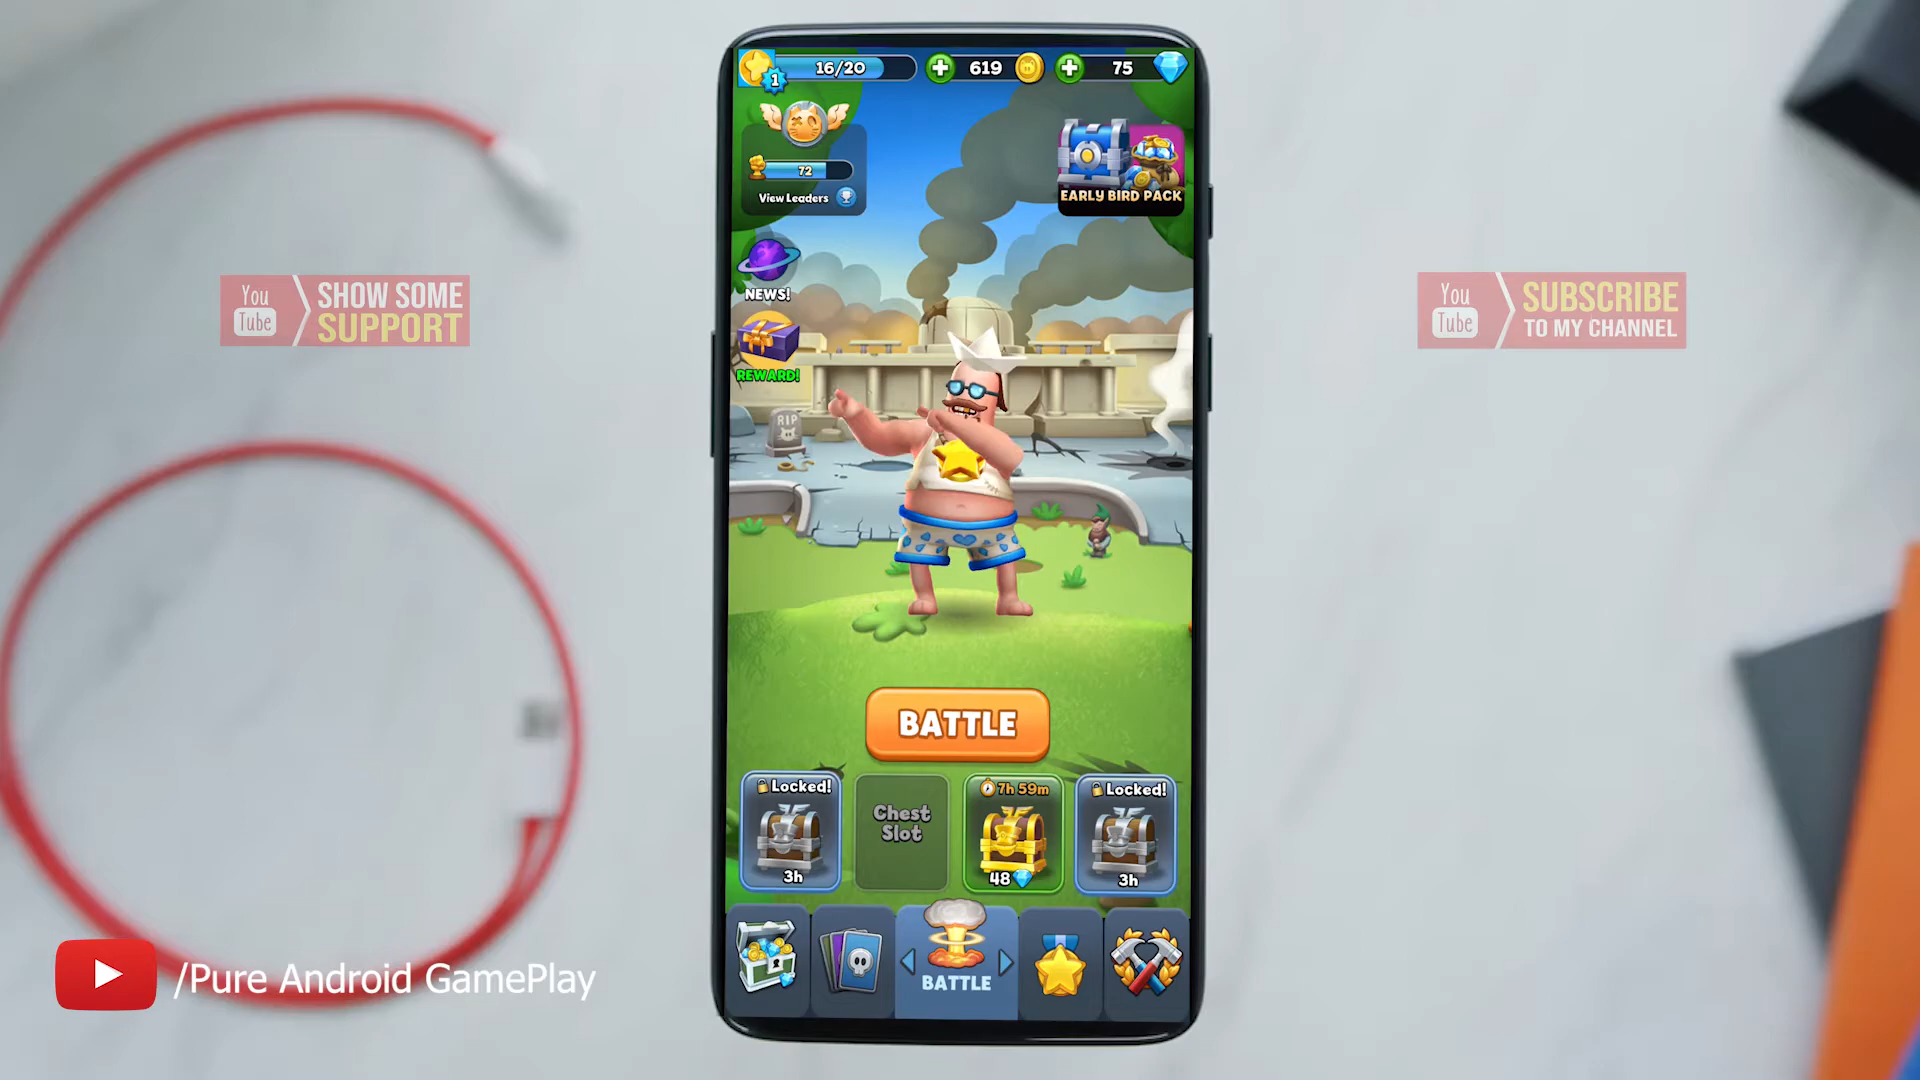 16/20
1
619
75
72
View Leaders
EARLY BIRD PACK
NEWS!
REWARD!
RIP
You
Tube
SHOW SOME
SUPPORT
You
Tube
SUBSCRIBE
TO MY CHANNEL
BATTLE
Locked!
3h
Chest
Slot
7h 59m
48
Locked!
3h
BATTLE
/Pure Android GamePlay